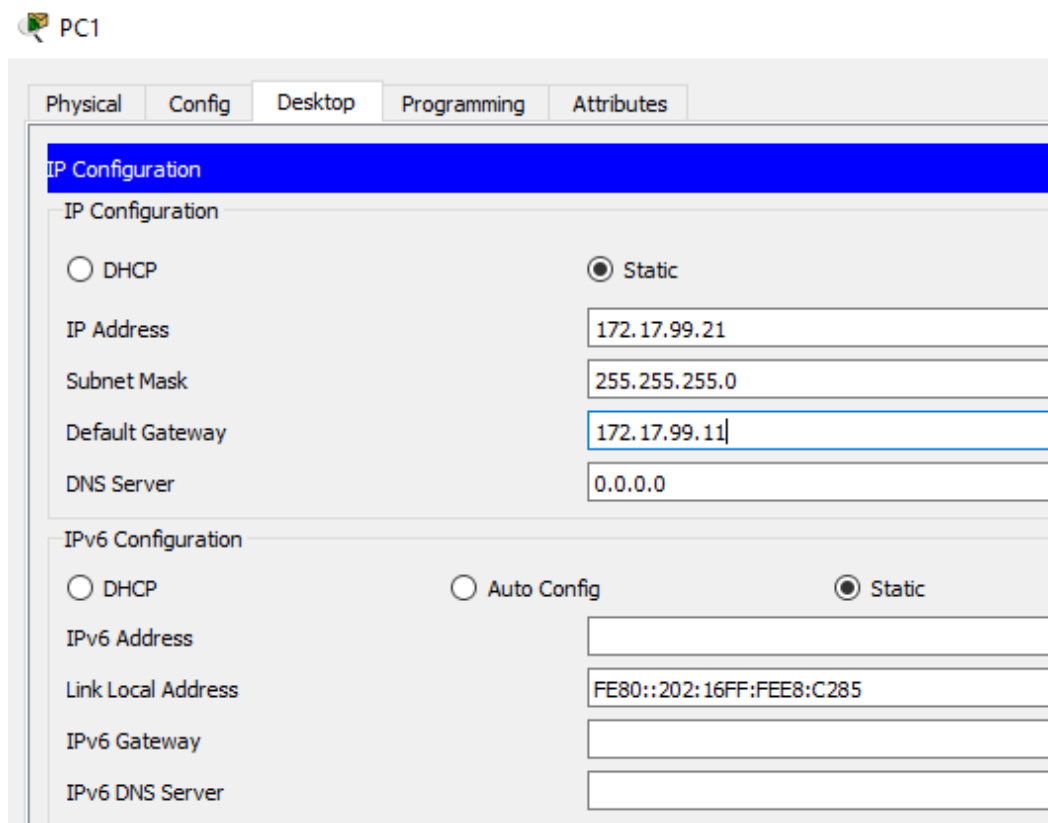 PC1
Physical Config Desktop Programming Attributes
IP Configuration
IP Configuration
DHCP Static
IP Address 172.17.99.21
Subnet Mask 255.255.255.0
Default Gateway 172.17.99.11
DNS Server 0.0.0.0
IPv6 Configuration
DHCP Auto Config Static
IPv6 Address
Link Local Address FE80::202:16FF:FEE8:C285
IPv6 Gateway
IPv6 DNS Server